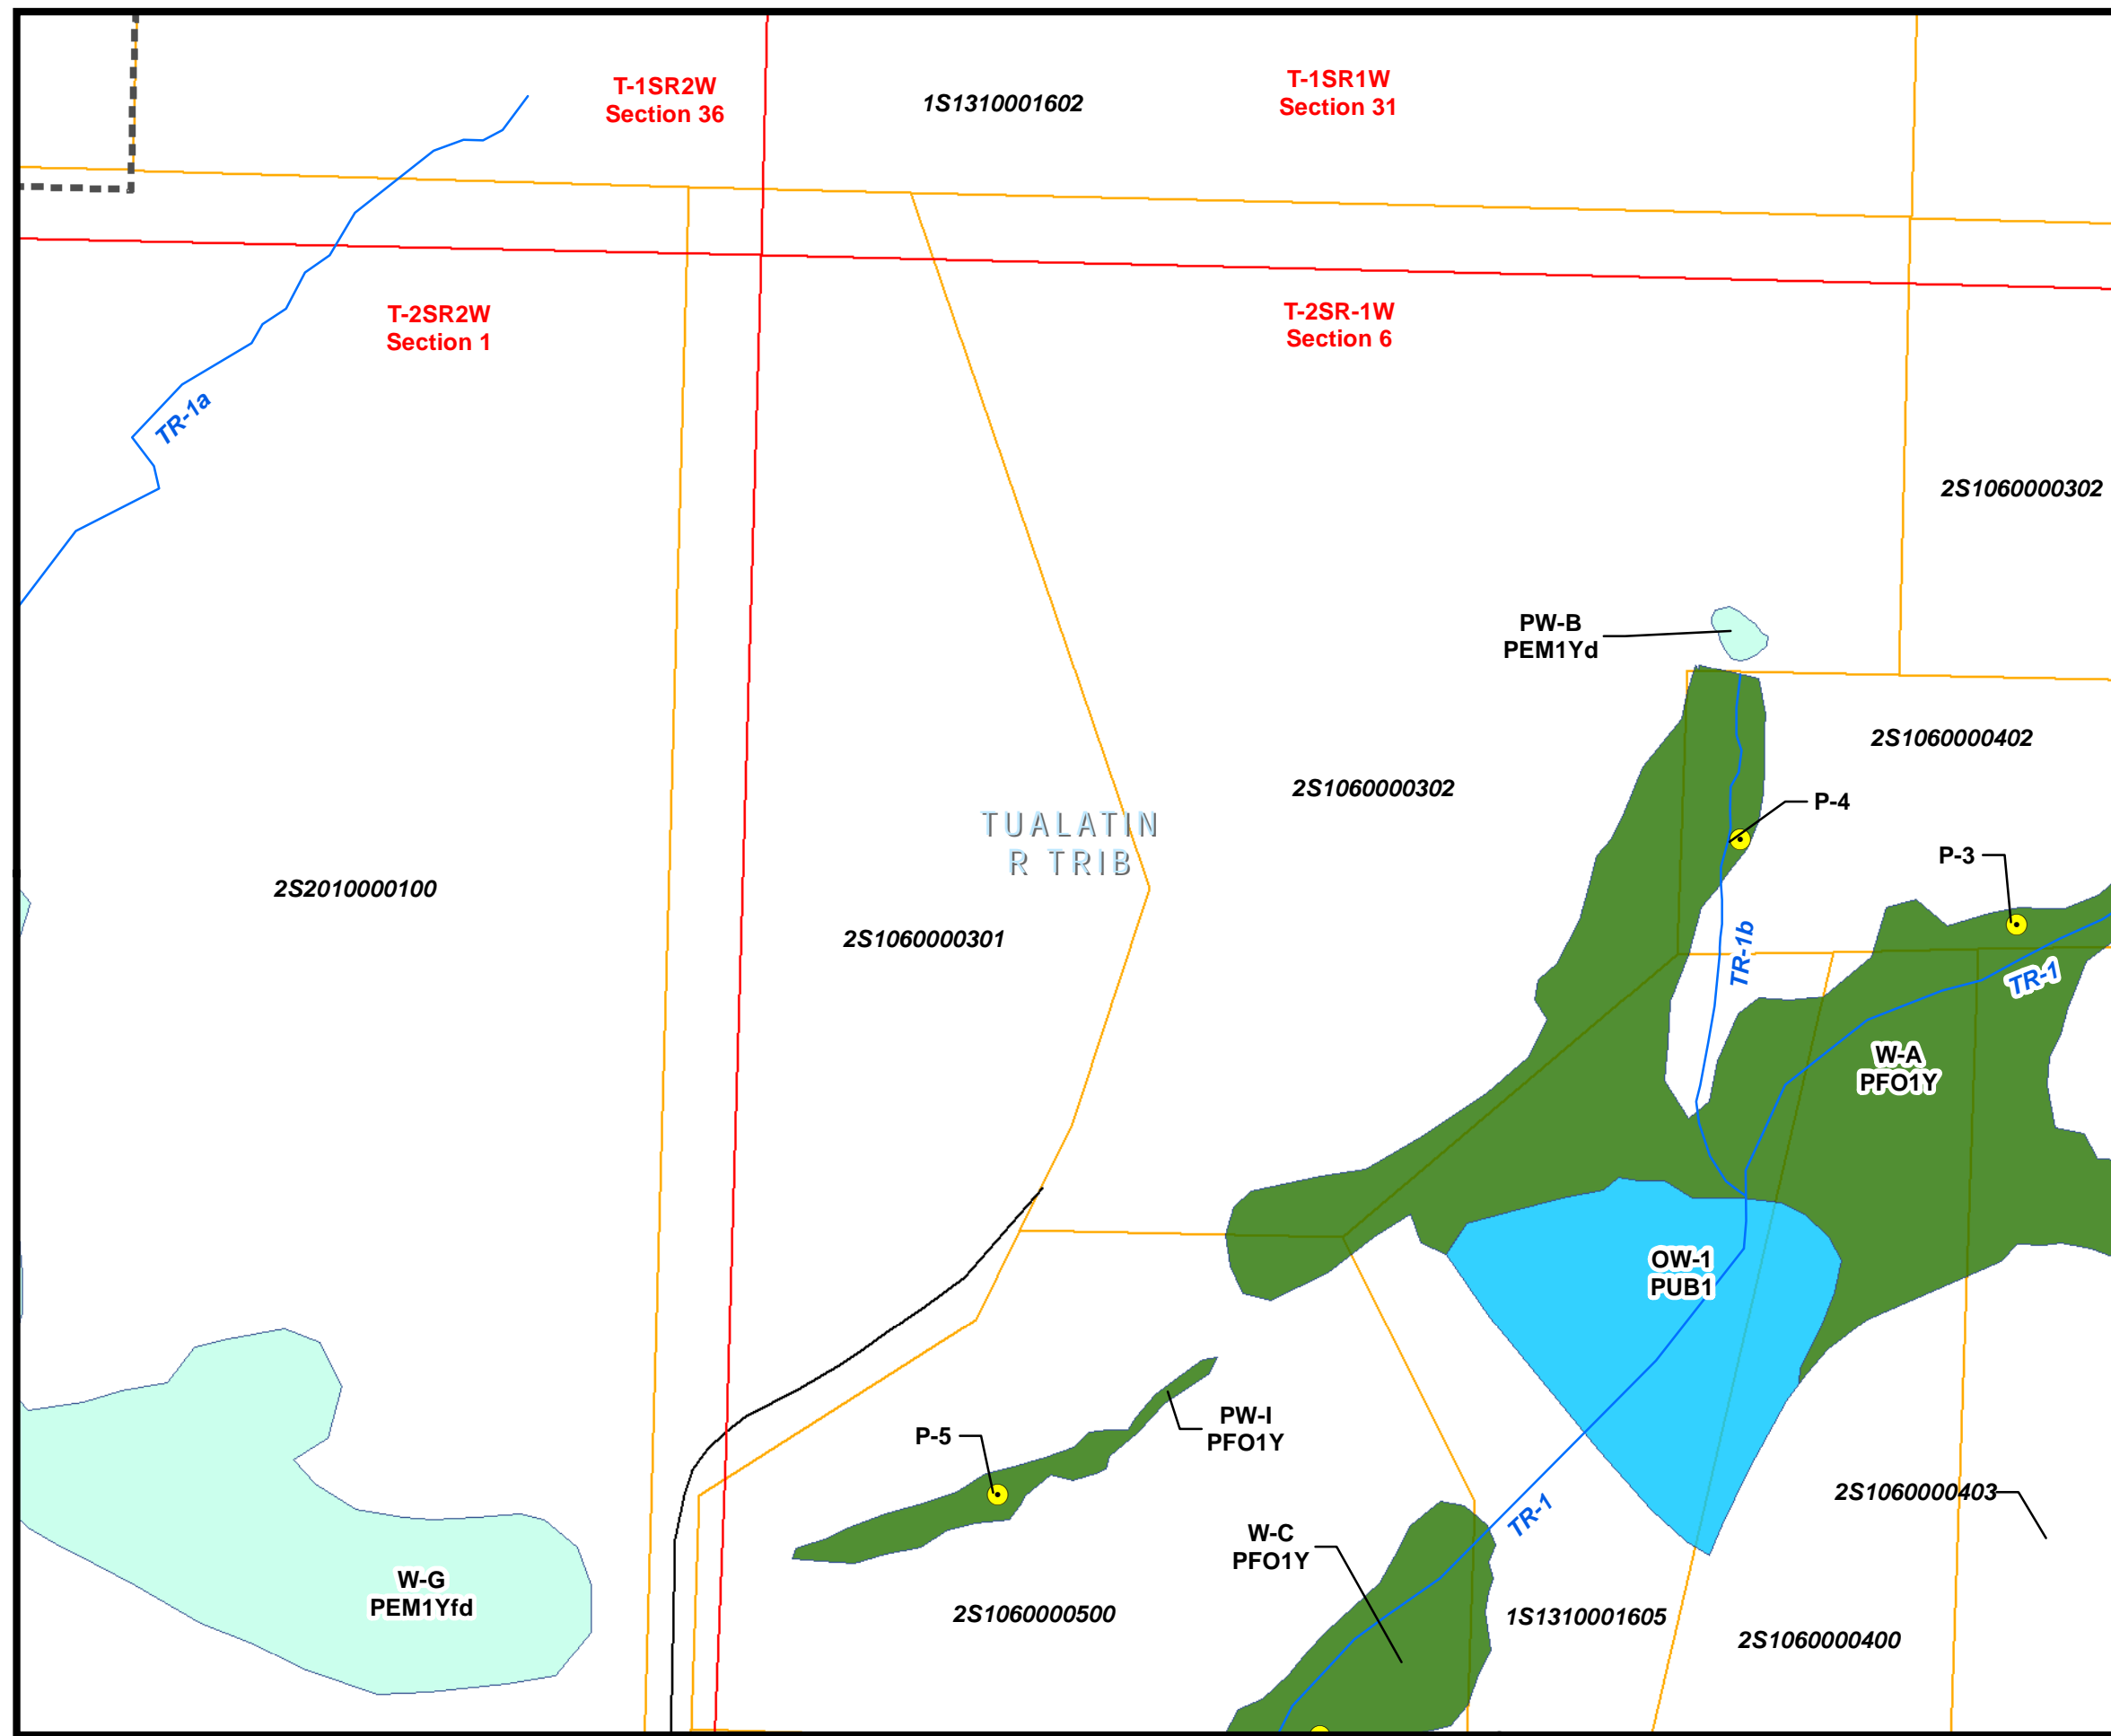 T-1SR2W
Section 36
1S1310001602
T-1SR1W
Section 31
T-2SR2W
Section 1
T-2SR-1W
Section 6
TR-1a
2S1060000302
PW-B
PEM1Yd
2S1060000402
2S1060000302
P-4
TUALATIN
R TRIB
P-3
2S2010000100
2S1060000301
TR-1b
TR-1
W-A
PFO1Y
OW-1
PUB1
PW-I
PFO1Y
P-5
2S1060000403
TR-1
W-C
PFO1Y
W-G
PEM1Yfd
2S1060000500
1S1310001605
2S1060000400